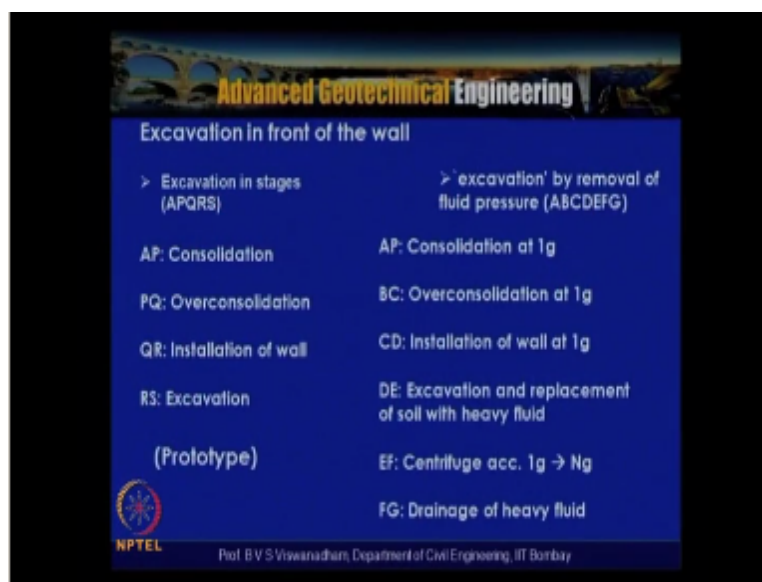 Advanced Geotechnical Engineering
Excavation in front of the wall
➢ Excavation in stages
(APQRS)
AP: Consolidation
PQ: Overconsolidation
QR: Installation of wall
RS: Excavation
(Prototype)
➢ 'excavation' by removal of
fluid pressure (ABCDEFG)
AP: Consolidation at 1g
BC: Overconsolidation at 1g
CD: Installation of wall at 1g
DE: Excavation and replacement
of soil with heavy fluid
EF: Centrifuge acc. 1g → Ng
FG: Drainage of heavy fluid
NPTEL
Prof. B V S Viswanadham, Department of Civil Engineering, IIT Bombay